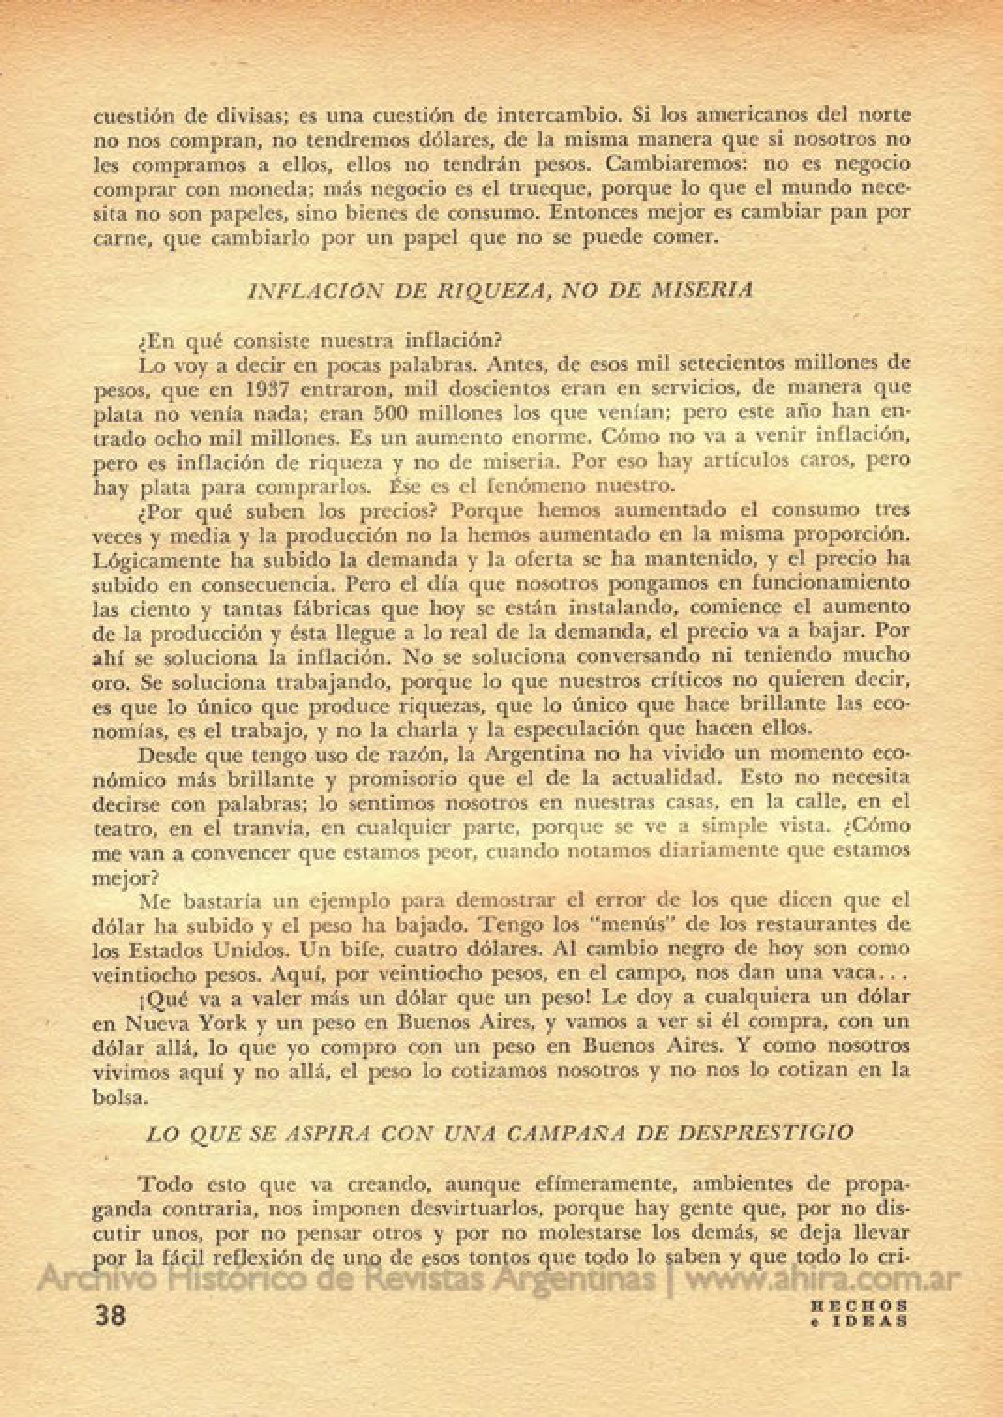 cuestión de divisas; es una cuestión de intercambio. Si los americanos del norte
no nos compran, no tendremos dólares, de la misma manera que si nosotros no
les compramos a ellos, ellos no tendrán pesos. Cambiaremos: no es negocio
comprar con moneda; más negocio es el trueque, porque lo que el mundo nece-
sita no son papeles, sino bienes de consumo. Entonces mejor es cambiar pan por
carne, que cambiarlo por un papel que no se puede comer.
INFLACIÓN DE RIQUEZA, NO DE MISERIA
¿En qué consiste nuestra inflación?
Lo voy a decir en pocas palabras. Antes, de esos mil setecientos millones de
pesos, que en 1937 entraron, mil doscientos eran en servicios, de manera que
plata no venía nada; eran 500 millones los que venían; pero este año han en-
trado ocho mil millones. Es un aumento enorme. Cómo no va a venir inflación,
pero es inflación de riqueza y no de miseria. Por eso hay artículos caros, pero
hay plata para comprarlos. Ése es el fenómeno nuestro.
¿Por qué suben los precios? Porque hemos aumentado el consumo tres
veces y media y la producción no la hemos aumentado en la misma proporción.
Lógicamente ha subido la demanda y la oferta se ha mantenido, y el precio ha
subido en consecuencia. Pero el día que nosotros pongamos en funcionamiento
las ciento y tantas fábricas que hoy se están instalando, comience el aumento
de la producción y ésta llegue a lo real de la demanda, el precio va a bajar. Por
ahí se soluciona la inflación. No se soluciona conversando ni teniendo mucho
oro. Se soluciona trabajando, porque lo que nuestros críticos no quieren decir,
es que lo único que produce riquezas, que lo único que hace brillante las eco-
nomías, es el trabajo, y no la charla y la especulación que hacen ellos.
Desde que tengo uso de razón, la Argentina no ha vivido un momento eco-
nómico más brillante y promisorio que el de la actualidad. Esto no necesita
decirse con palabras; lo sentimos nosotros en nuestras casas, en la calle, en el
teatro, en el tranvía, en cualquier parte, porque se ve a simple vista. ¿Cómo
me van a convencer que estamos peor, cuando notamos diariamente que estamos
mejor?
Me bastaría un ejemplo para demostrar el error de los que dicen que el
dólar ha subido y el peso ha bajado. Tengo los "menús" de los restaurantes de
los Estados Unidos. Un bife, cuatro dólares. Al cambio negro de hoy son como
veintiocho pesos. Aquí, por veintiocho pesos, en el campo, nos dan una vaca...
¡Qué va a valer más un dólar que un peso! Le doy a cualquiera un dólar
en Nueva York y un peso en Buenos Aires, y vamos a ver si él compra, con un
dólar allá, lo que yo compro con un peso en Buenos Aires. Y como nosotros
vivimos aquí y no allá, el peso lo cotizamos nosotros y no nos lo cotizan en la
bolsa.
LO QUE SE ASPIRA CON UNA CAMPAÑA DE DESPRESTIGIO
Todo esto que va creando, aunque efímeramente, ambientes de propa-
ganda contraria, nos imponen desvirtuarlos, porque hay gente que, por no dis-
cutir unos, por no pensar otros y por no molestarse los demás, se deja llevar
por la fácil reflexión de uno de esos tontos que todo lo saben y que todo lo cri-
Archivo Histórico de Revistas Argentinas | www.ahira.com.ar
38
HECHOS
e IDEAS